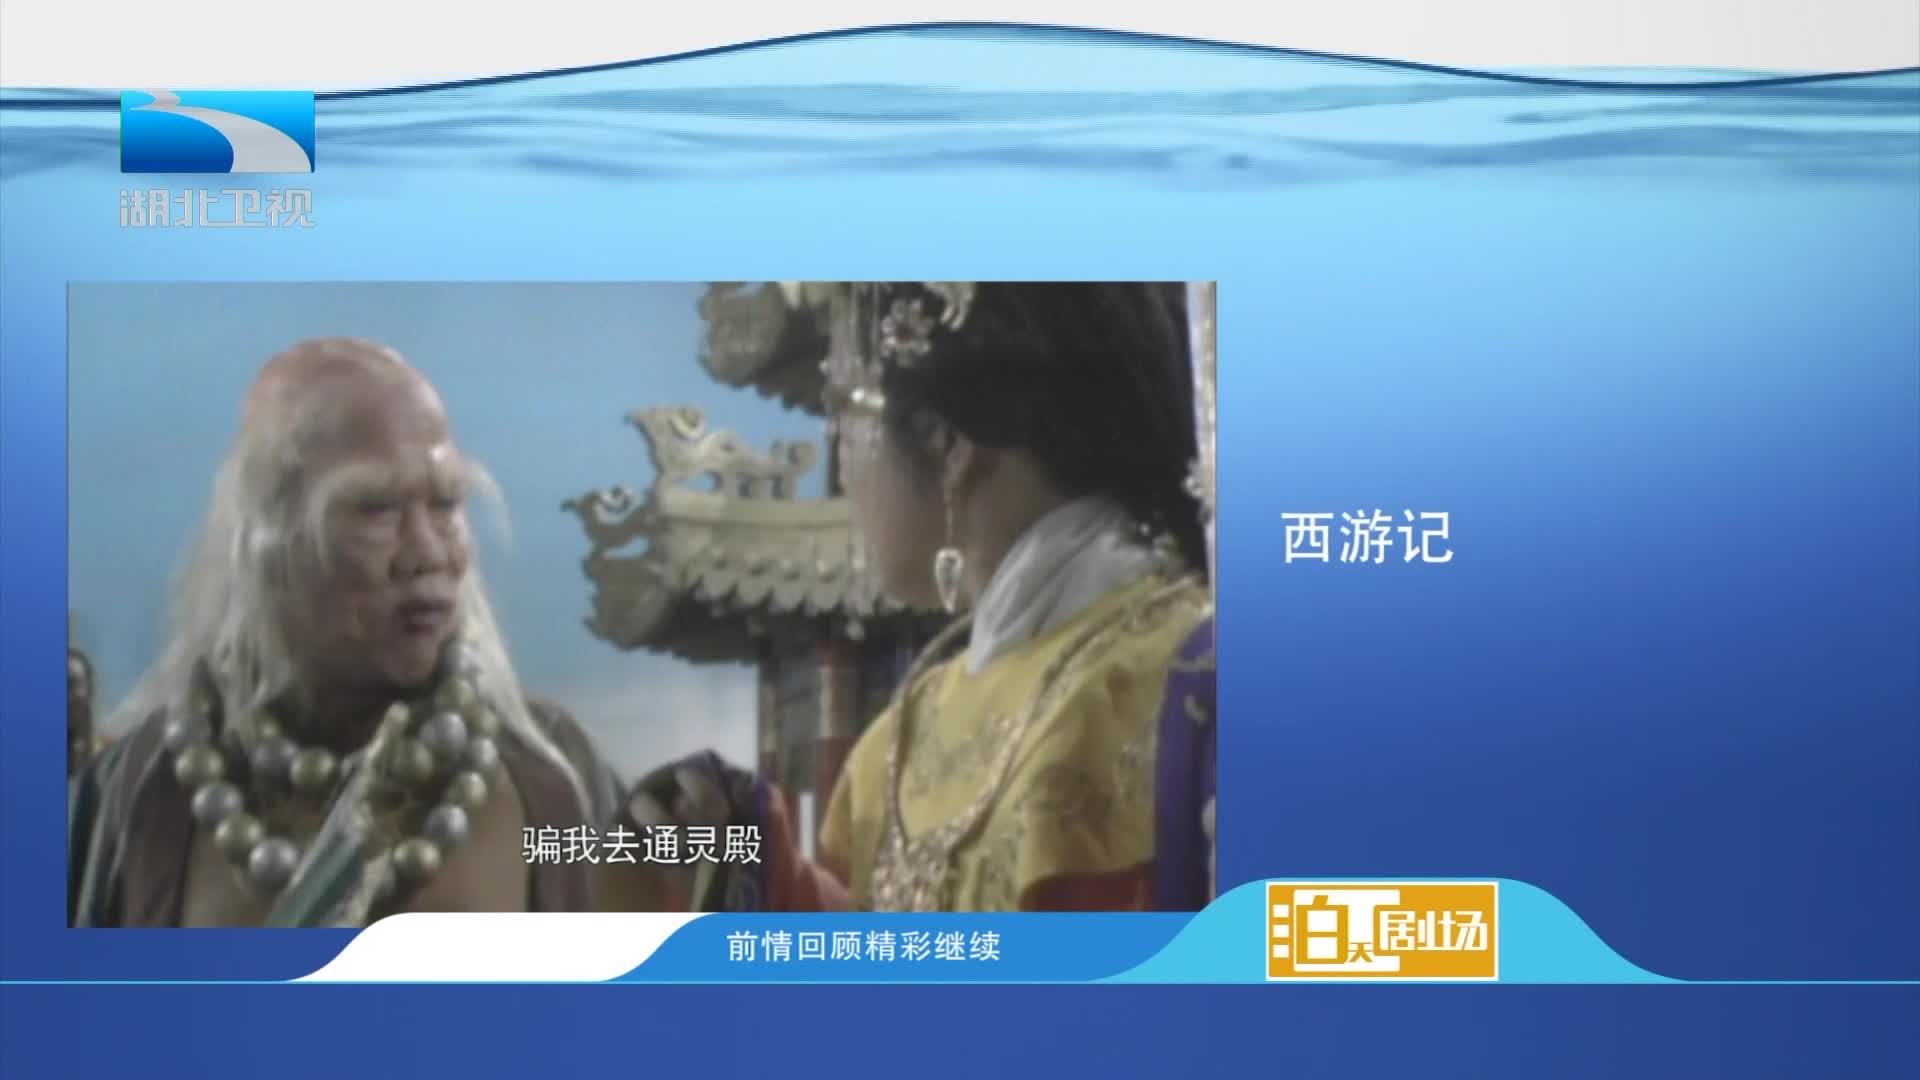 湖北卫视
西游记
骗我去通灵殿
前情回顾精彩继续
白天剧场